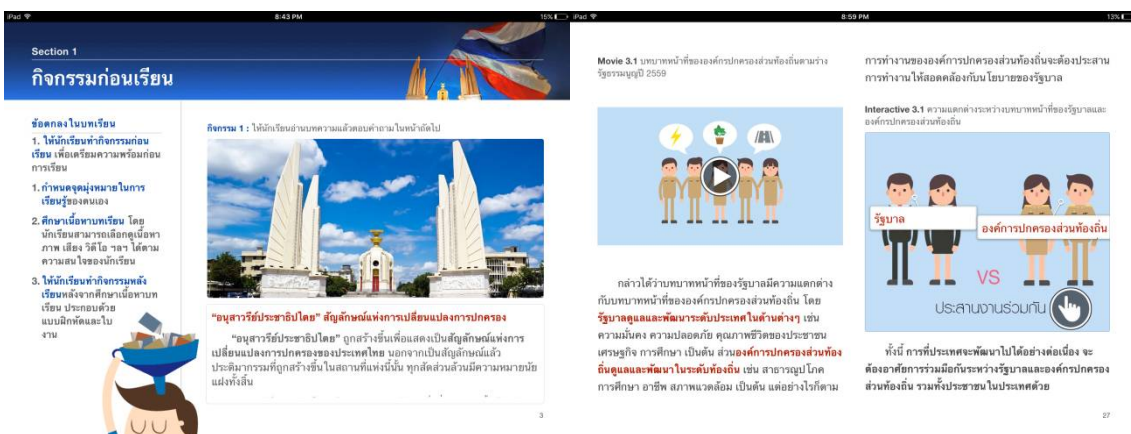 iPad
8:43 PM
15%
Section 1
กิจกรรมก่อนเรียน
ข้อตกลงในบทเรียน
1. ให้นักเรียนทำกิจกรรมก่อน
เรียน เพื่อเตรียมความพร้อมก่อน
การเรียน
1. กำหนดจุดมุ่งหมายในการ
เรียนรู้ของตนเอง
2. ศึกษาเนื้อหาบทเรียน โดย
นักเรียนสามารถเลือกดูเนื้อหา
ภาพ เสียง วิดีโอ ฯลฯ ได้ตาม
ความสนใจของนักเรียน
3. ให้นักเรียนทำกิจกรรมหลัง
เรียนหลังจากศึกษาเนื้อหาบท
เรียน ประกอบด้วย
แบบฝึกหัดและใบ
งาน
กิจกรรม 1 : ให้นักเรียนอ่านบทความแล้วตอบคำถามในหน้าถัดไป
"อนุสาวรีย์ประชาธิปไตย" สัญลักษณ์แห่งการเปลี่ยนแปลงการปกครอง
"อนุสาวรีย์ประชาธิปไตย" ถูกสร้างขึ้นเพื่อแสดงเป็นสัญลักษณ์แห่งการ
เปลี่ยนแปลงการปกครองของประเทศไทย นอกจากเป็นสัญลักษณ์แล้ว
ประติมากรรมที่ถูกสร้างขึ้นในสถานที่แห่งนี้นั้น ทุกสัดส่วนล้วนมีความหมายนัย
แฝงทั้งสิ้น
3
iPad
8:59 PM
13%
Movie 3.1 บทบาทหน้าที่ขององค์กรปกครองส่วนท้องถิ่นตามร่าง
รัฐธรรมนูญปี 2559
กล่าวได้ว่าบทบาทหน้าที่ของรัฐบาลมีความแตกต่าง
กับบทบาทหน้าที่ขององค์การปกครองส่วนท้องถิ่น โดย
รัฐบาลดูแลและพัฒนาระดับประเทศในด้านต่างๆ เช่น
ความมั่นคง ความปลอดภัย คุณภาพชีวิตของประชาชน
เศรษฐกิจ การศึกษา เป็นต้น ส่วนองค์การปกครองส่วนท้อง
ถิ่นดูแลและพัฒนาในระดับท้องถิ่น เช่น สาธารณูปโภค
การศึกษา อาชีพ สภาพแวดล้อม เป็นต้น แต่อย่างไรก็ตาม
การทำงานขององค์การปกครองส่วนท้องถิ่นจะต้องประสาน
การทำงานให้สอดคล้องกับนโยบายของรัฐบาล
Interactive 3.1 ความแตกต่างระหว่างบทบาทหน้าที่ของรัฐบาลและ
องค์กรปกครองส่วนท้องถิ่น
รัฐบาล
องค์การปกครองส่วนท้องถิ่น
VS
ประสานงานร่วมกัน
ทั้งนี้ การที่ประเทศจะพัฒนาไปได้อย่างต่อเนื่อง จะ
ต้องอาศัยการร่วมมือกันระหว่างรัฐบาลและองค์กรปกครอง
ส่วนท้องถิ่น รวมทั้งประชาชนในประเทศด้วย
27